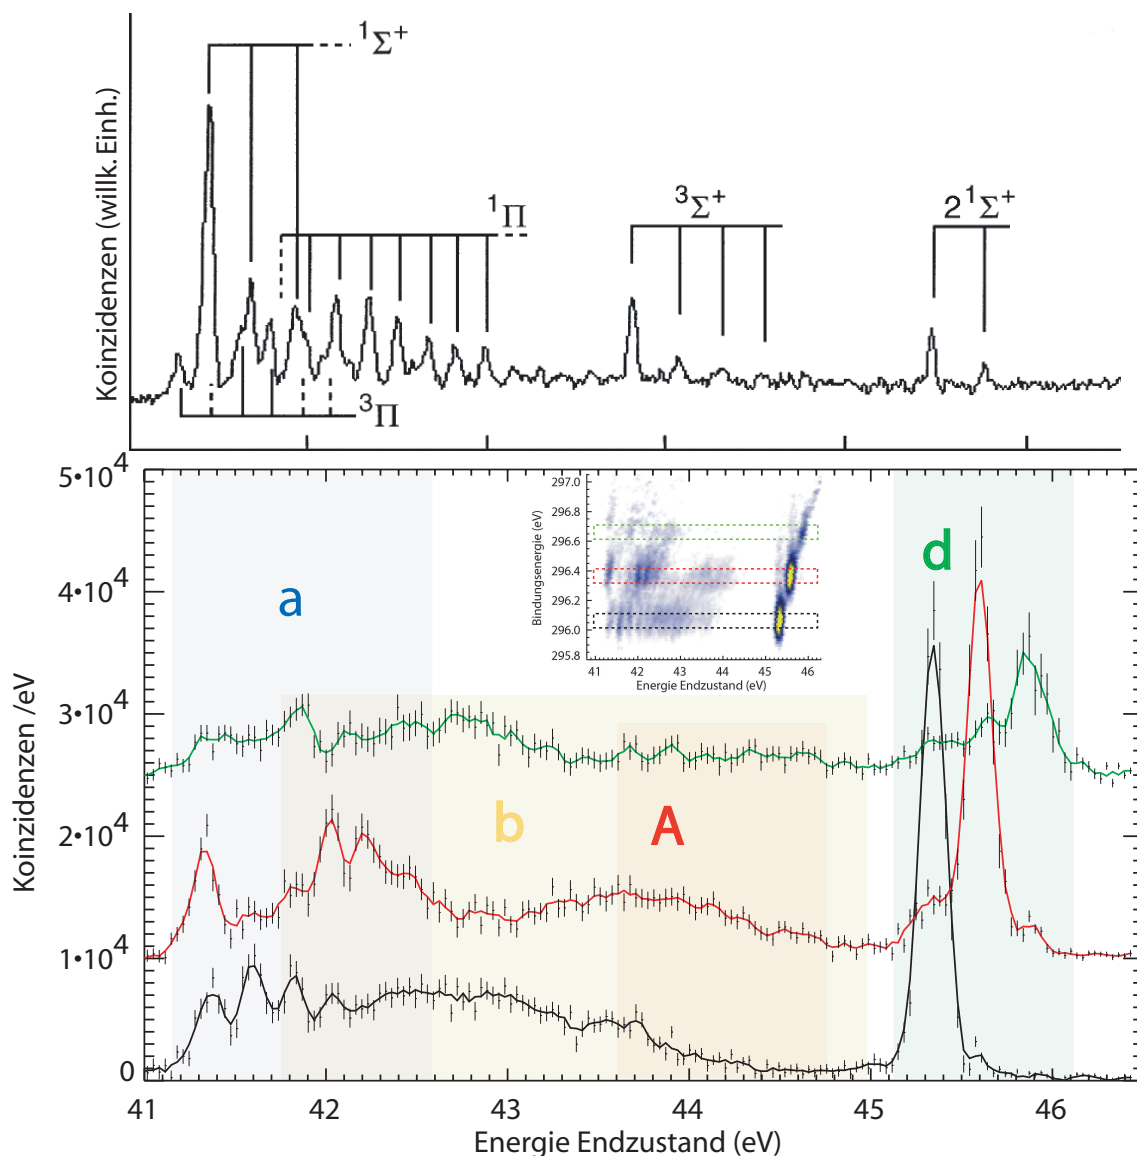 ¹Σ⁺
Koinzidenzen (willk. Einh.)
¹Π
³Σ⁺
2¹Σ⁺
³Π
5•10⁴
4•10⁴
3•10⁴
2•10⁴
1•10⁴
0
Koinzidenzen /eV
297.0
296.8
296.6
296.4
296.2
296.0
295.8
Bindungsenergie (eV)
41 42 43 44 45 46
Energie Endzustand (eV)
a
d
b
A
41 42 43 44 45 46
Energie Endzustand (eV)